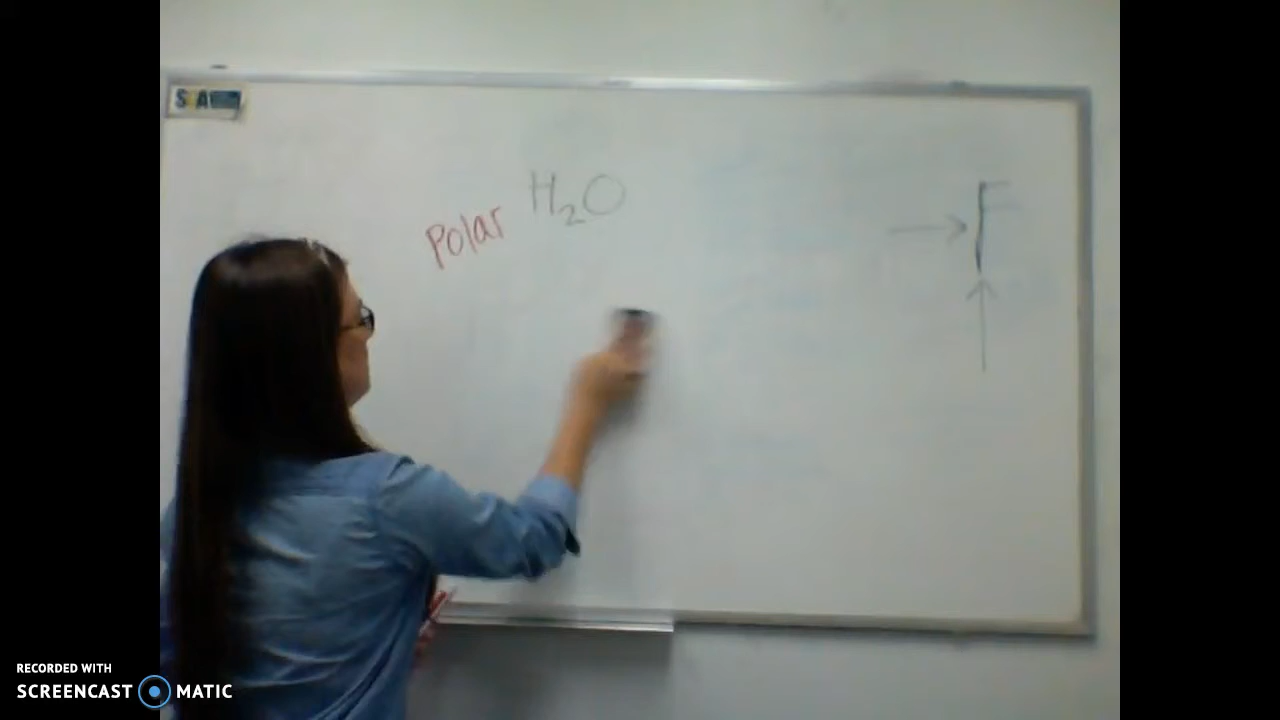 S
A
Polar H₂O
F
RECORDED WITH
SCREENCAST MATIC